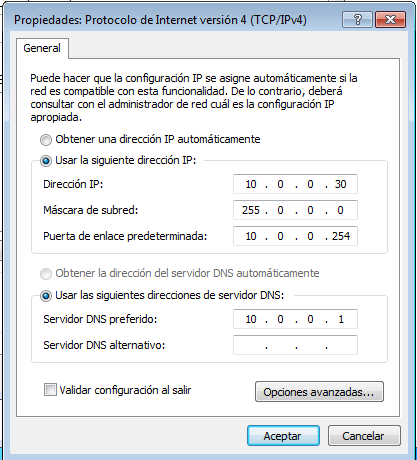 Propiedades: Protocolo de Internet versión 4 (TCP/IPv4)
General
Puede hacer que la configuración IP se asigne automáticamente si la
red es compatible con esta funcionalidad. De lo contrario, deberá
consultar con el administrador de red cuál es la configuración IP
apropiada.
Obtener una dirección IP automáticamente
Usar la siguiente dirección IP:
Dirección IP: 10 . 0 . 0 . 30
Máscara de subred: 255 . 0 . 0 . 0
Puerta de enlace predeterminada: 10 . 0 . 0 . 254
Obtener la dirección del servidor DNS automáticamente
Usar las siguientes direcciones de servidor DNS:
Servidor DNS preferido: 10 . 0 . 0 . 1
Servidor DNS alternativo: . . .
Validar configuración al salir
Opciones avanzadas...
Aceptar Cancelar